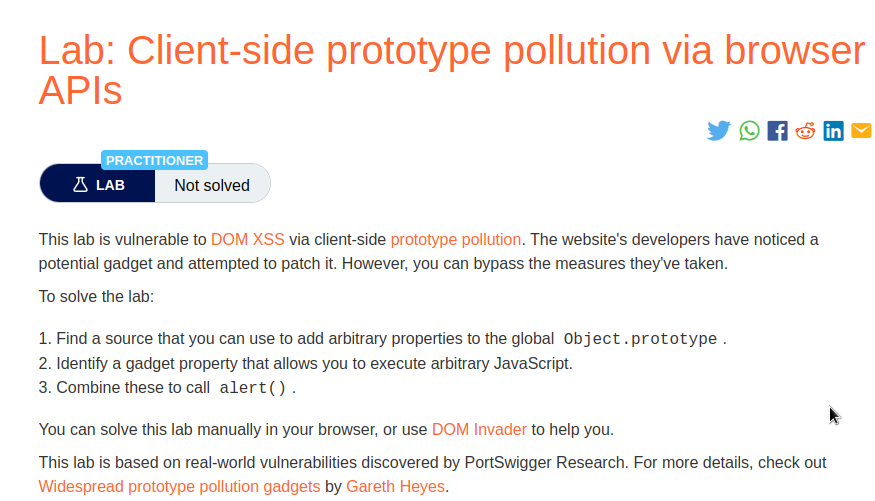 Lab: Client-side prototype pollution via browser
APIs
PRACTITIONER
LAB Not solved
This lab is vulnerable to DOM XSS via client-side prototype pollution. The website's developers have noticed a
potential gadget and attempted to patch it. However, you can bypass the measures they've taken.
To solve the lab:
1. Find a source that you can use to add arbitrary properties to the global Object.prototype .
2. Identify a gadget property that allows you to execute arbitrary JavaScript.
3. Combine these to call alert() .
You can solve this lab manually in your browser, or use DOM Invader to help you.
This lab is based on real-world vulnerabilities discovered by PortSwigger Research. For more details, check out
Widespread prototype pollution gadgets by Gareth Heyes.